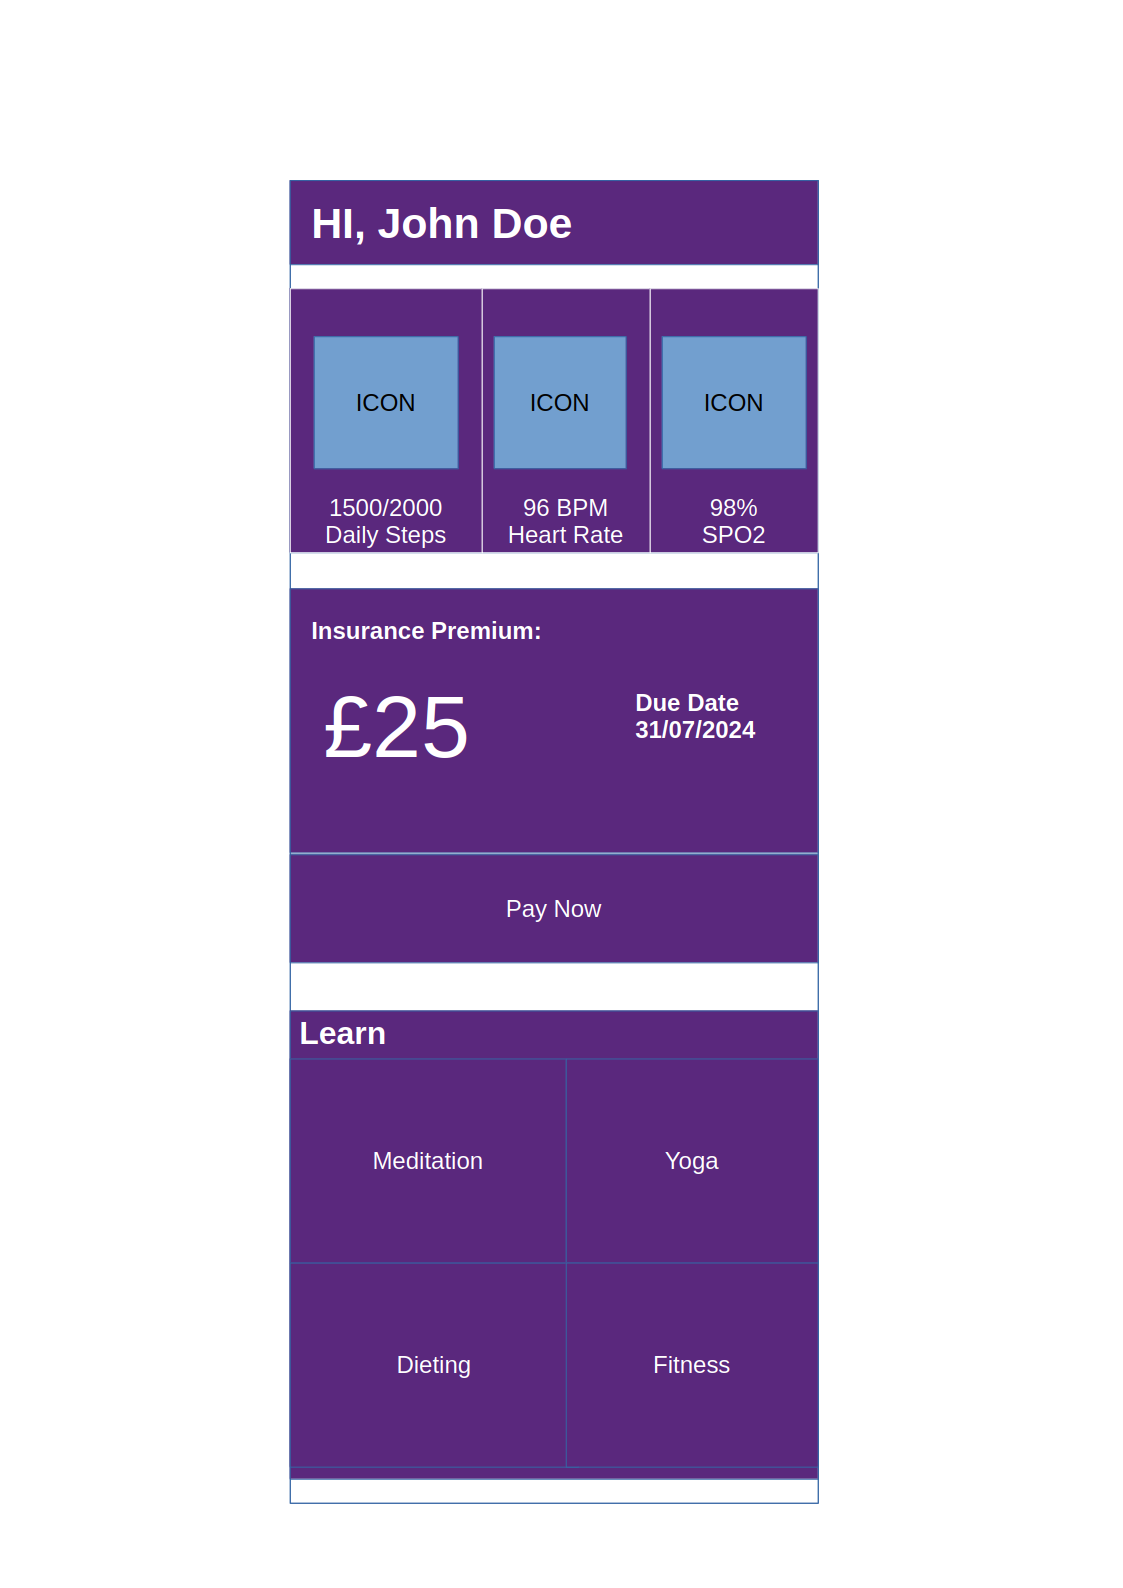 HI, John Doe
ICON
ICON
ICON
1500/2000
Daily Steps
96 BPM
Heart Rate
98%
SPO2
Insurance Premium:
£25
Due Date
31/07/2024
Pay Now
Learn
Meditation
Yoga
Dieting
Fitness